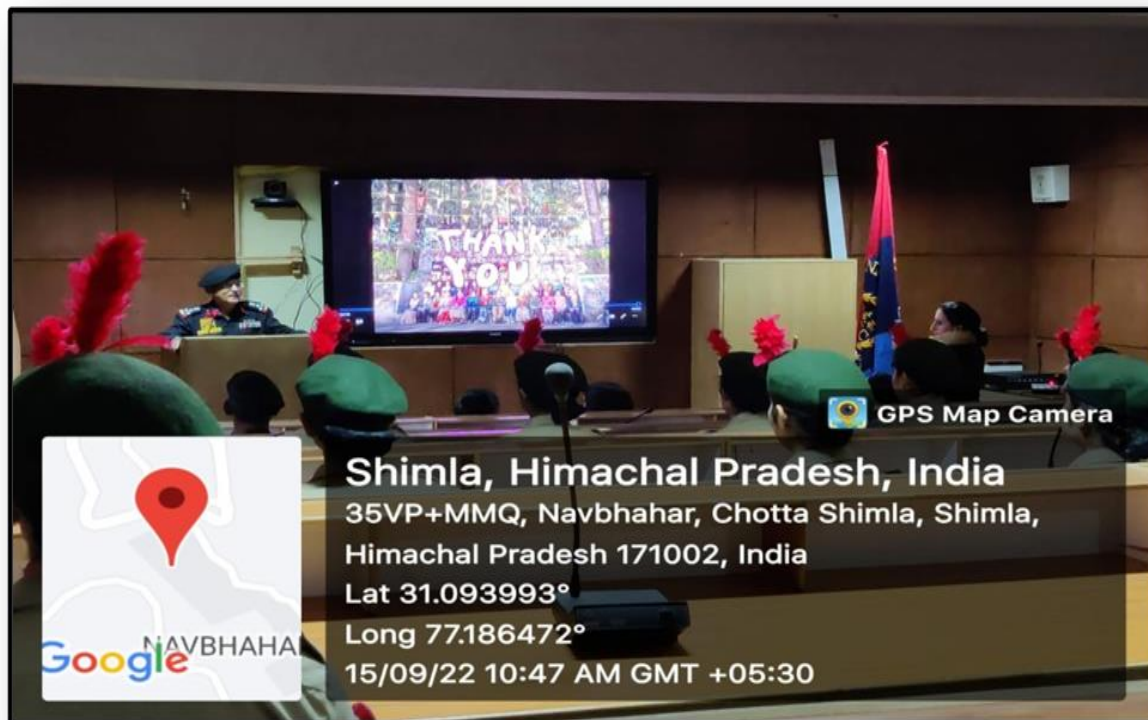 THANK
YOU
GPS Map Camera
Shimla, Himachal Pradesh, India
35VP+MMQ, Navbhahar, Chotta Shimla, Shimla,
Himachal Pradesh 171002, India
Lat 31.093993°
Long 77.186472°
15/09/22 10:47 AM GMT +05:30
NAVBHAHA
Google